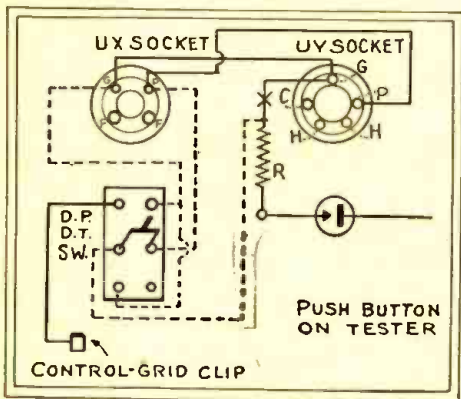 UX SOCKET
UY SOCKET
G
P
G
P
F
F
C
H
H
R
D.P.
D.T.
SW.
PUSH BUTTON
ON TESTER
CONTROL-GRID CLIP